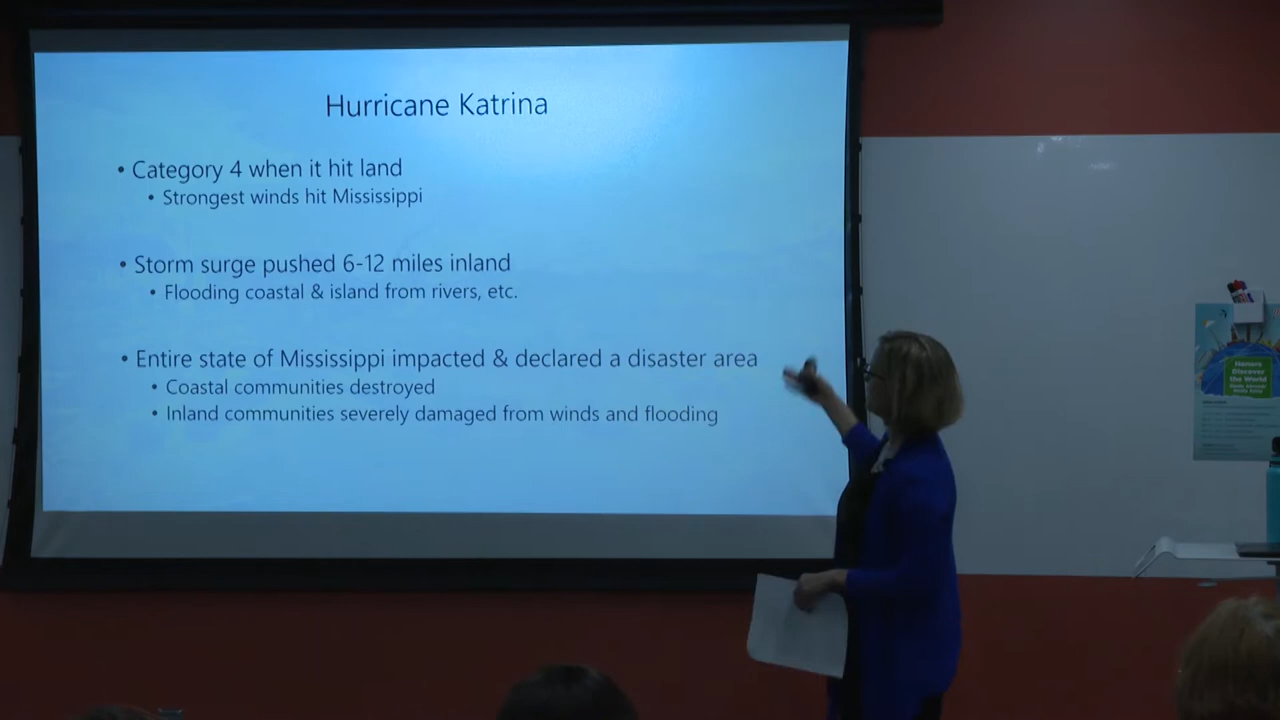 Hurricane Katrina
• Category 4 when it hit land
• Strongest winds hit Mississippi
• Storm surge pushed 6-12 miles inland
• Flooding coastal & island from rivers, etc.
• Entire state of Mississippi impacted & declared a disaster area
• Coastal communities destroyed
• Inland communities severely damaged from winds and flooding
Honors
Discover
the World